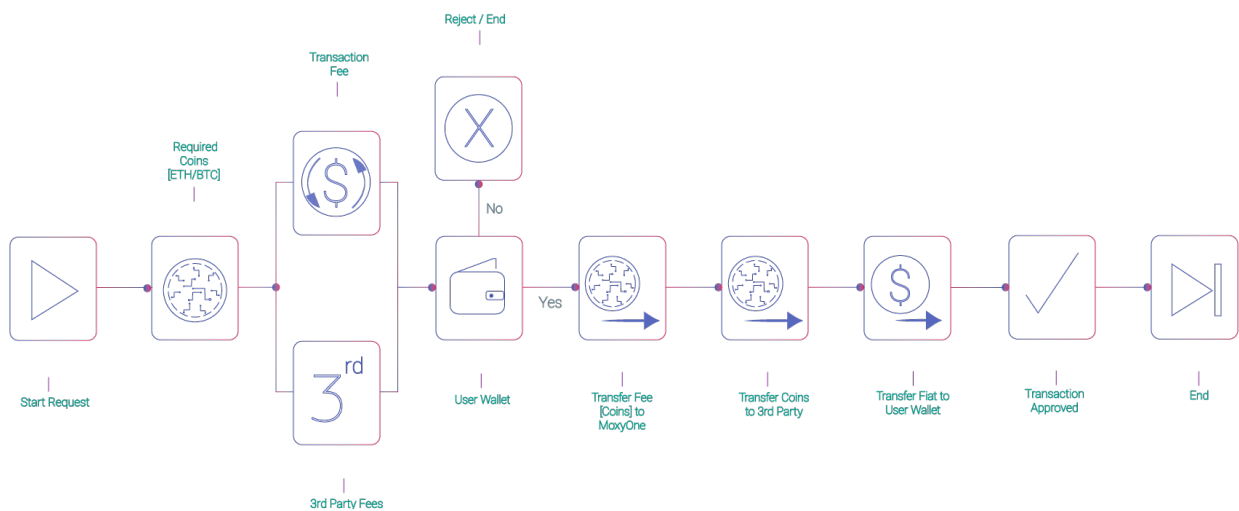 Reject / End
Transaction
Fee
Required
Coins
[ETH/BTC]
$
X
No
Yes
$
3rd
Start Request
User Wallet
Transfer Fee
[Coins] to
MoxyOne
Transfer Coins
to 3rd Party
Transfer Fiat to
User Wallet
Transaction
Approved
End
3rd Party Fees